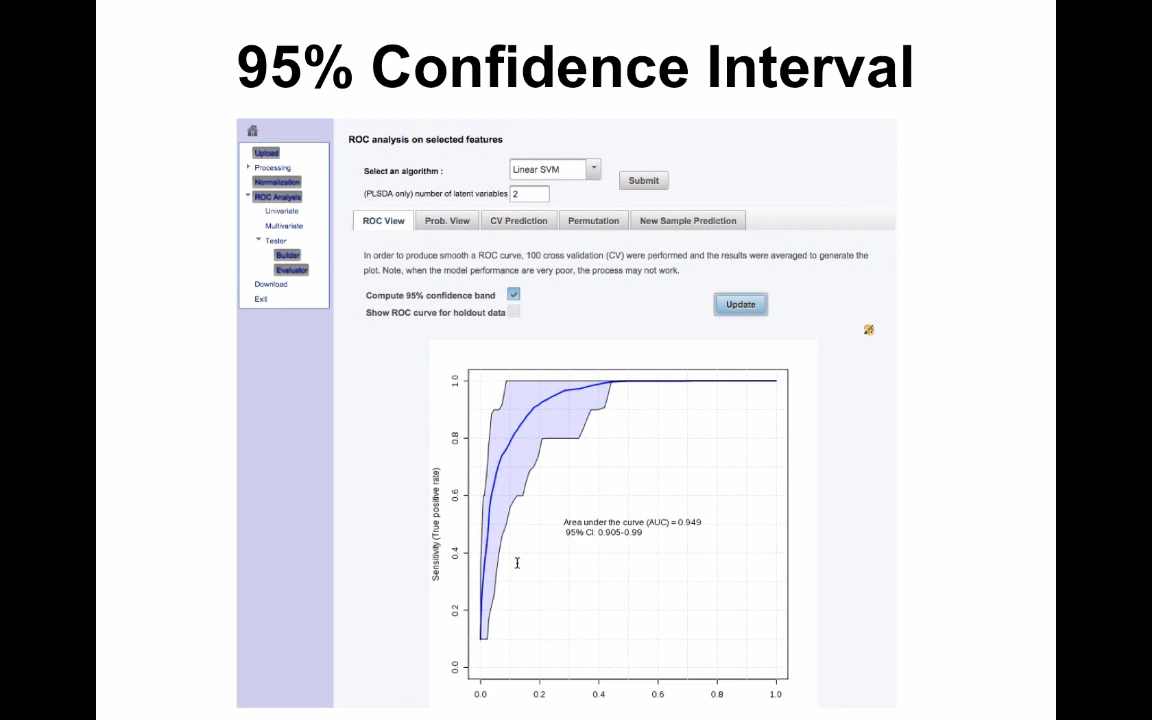 95% Confidence Interval
Upload
Processing
Normalization
ROC Analysis
Univariate
Multivariate
Tester
Builder
Evaluator
Download
Exit
ROC analysis on selected features
Select an algorithm :
Linear SVM
Submit
(PLSDA only) number of latent variables
2
ROC View
Prob. View
CV Prediction
Permutation
New Sample Prediction
In order to produce smooth a ROC curve, 100 cross validation (CV) were performed and the results were averaged to generate the
plot. Note, when the model performance are very poor, the process may not work.
Compute 95% confidence band
Show ROC curve for holdout data
Update
1.0
0.8
0.6
0.4
0.2
0.0
Sensitivity (True positive rate)
Area under the curve (AUC) = 0.949
95% CI: 0.905-0.99
0.0 0.2 0.4 0.6 0.8 1.0